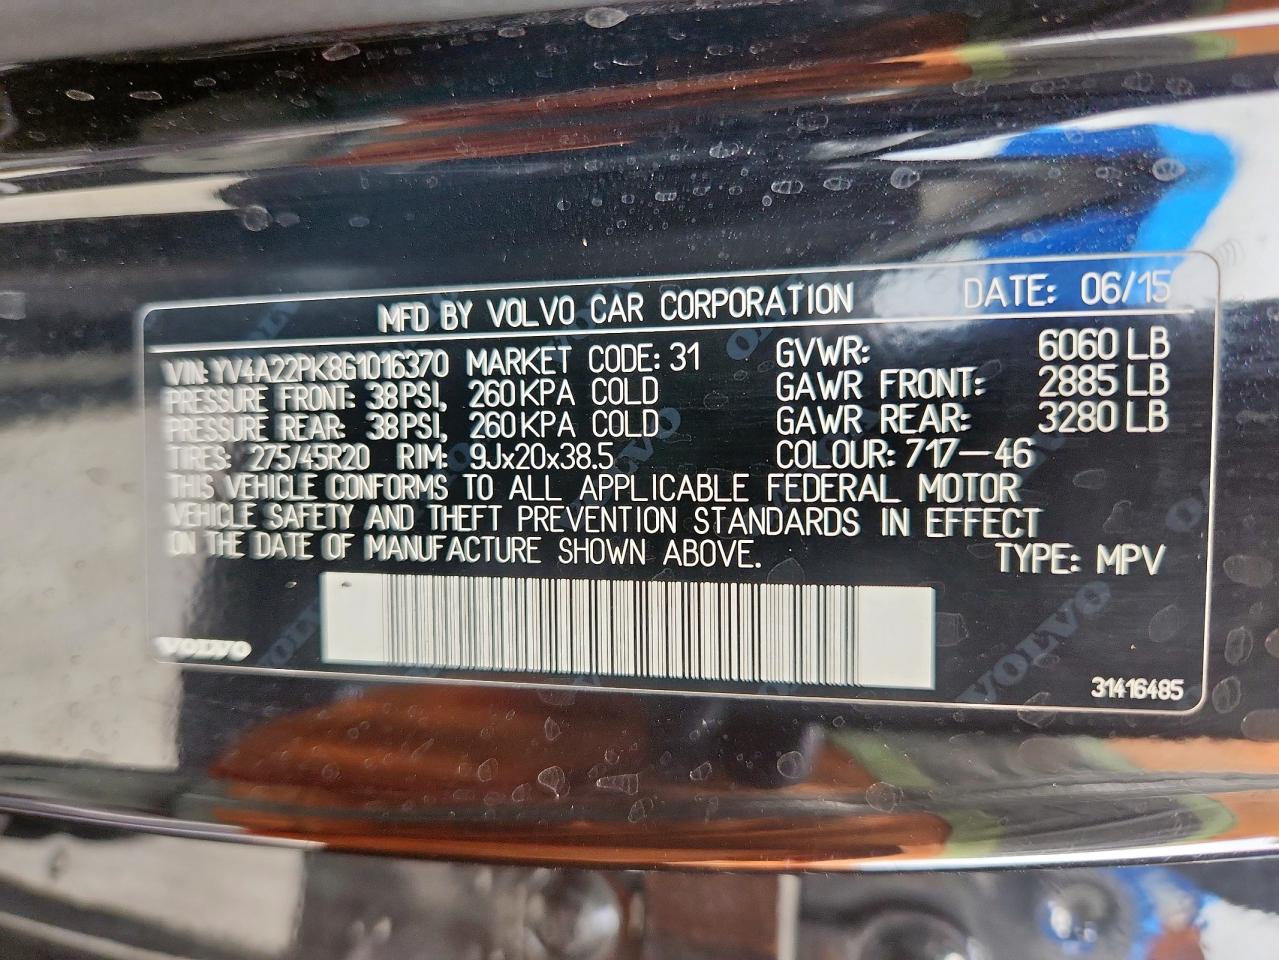 MFD BY VOLVO CAR CORPORATION DATE: 06/15
VIN: YV4A22PK8G1016370 MARKET CODE: 31 GVWR: 6060 LB
PRESSURE FRONT: 38 PSI, 260 KPA COLD GAWR FRONT: 2885 LB
PRESSURE REAR: 38 PSI, 260 KPA COLD GAWR REAR: 3280 LB
TIRES: 275/45R20 RIM: 9Jx20x38.5 COLOUR: 717-46
THIS VEHICLE CONFORMS TO ALL APPLICABLE FEDERAL MOTOR
VEHICLE SAFETY AND THEFT PREVENTION STANDARDS IN EFFECT
ON THE DATE OF MANUFACTURE SHOWN ABOVE. TYPE: MPV
VOLVO
VOLVO
31416485